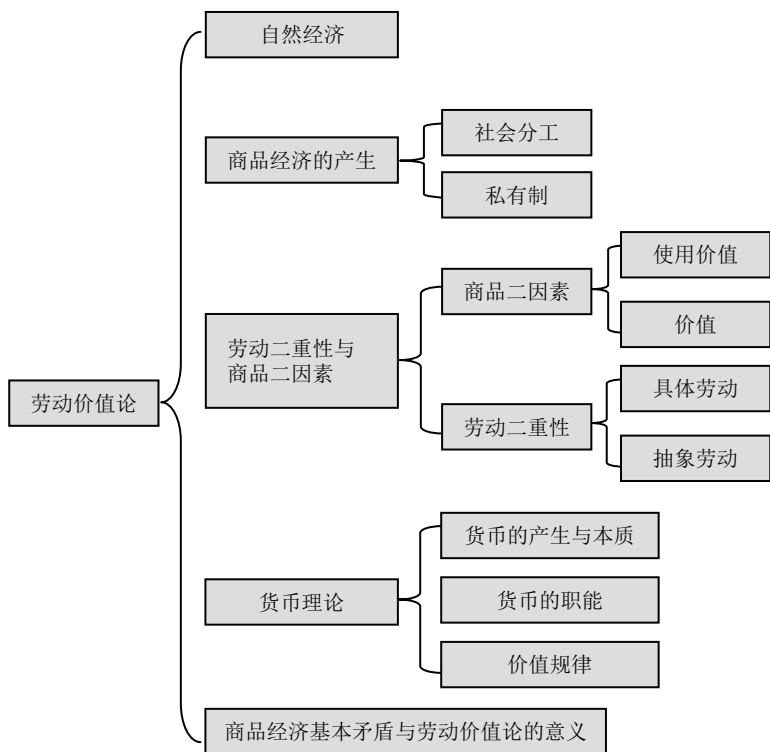 自然经济
社会分工
商品经济的产生
私有制
使用价值
商品二因素
价值
劳动二重性与
商品二因素
劳动价值论
具体劳动
劳动二重性
抽象劳动
货币的产生与本质
货币理论
货币的职能
价值规律
商品经济基本矛盾与劳动价值论的意义